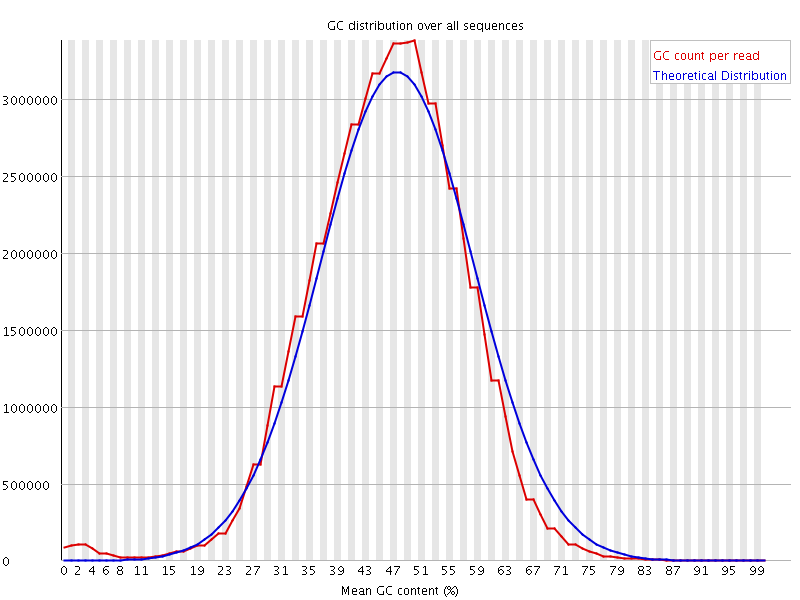 GC distribution over all sequences
GC count per read
Theoretical Distribution
3000000
2500000
2000000
1500000
1000000
500000
0
0 2 4 6 8 11 15 19 23 27 31 35 39 43 47 51 55 59 63 67 71 75 79 83 87 91 95 99
Mean GC content (%)